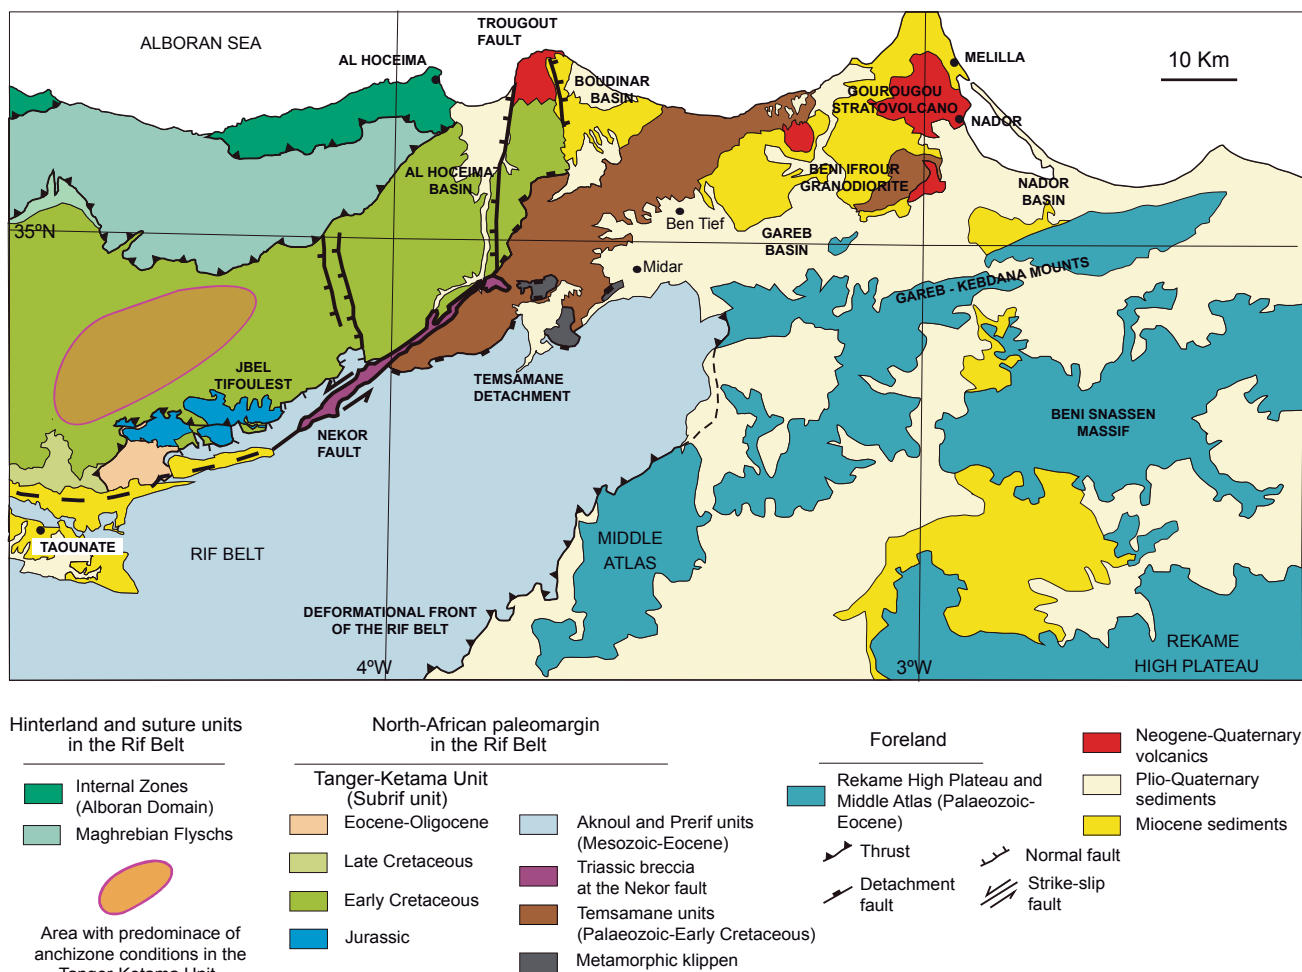 ALBORAN SEA
TROUGOUT
FAULT
AL HOCEIMA
BOUDINAR
BASIN
MELILLA
10 Km
GOUROUGOU
STRATOVOLCANO
NADOR
AL HOCEIMA
BASIN
BENI IFROUR
GRANODIORITE
NADOR
BASIN
35ºN
Ben Tief
GAREB
BASIN
Midar
GAREB - KEBDANA MOUNTS
JBEL
TIFOULEST
TEMSAMANE
DETACHMENT
NEKOR
FAULT
BENI SNASSEN
MASSIF
TAOUNATE
RIF BELT
MIDDLE
ATLAS
DEFORMATIONAL FRONT
OF THE RIF BELT
4ºW
3ºW
REKAME
HIGH PLATEAU
Hinterland and suture units
in the Rif Belt
Internal Zones
(Alboran Domain)
Maghrebian Flyschs
Area with predominace of
anchizone conditions in the
Tanger-Ketama Unit
North-African paleomargin
in the Rif Belt
Tanger-Ketama Unit
(Subrif unit)
Eocene-Oligocene
Late Cretaceous
Early Cretaceous
Jurassic
Aknoul and Prerif units
(Mesozoic-Eocene)
Triassic breccia
at the Nekor fault
Temsamane units
(Palaeozoic-Early Cretaceous)
Metamorphic klippen
Foreland
Rekame High Plateau and
Middle Atlas (Palaeozoic-
Eocene)
Thrust
Detachment
fault
Neogene-Quaternary
volcanics
Plio-Quaternary
sediments
Miocene sediments
Normal fault
Strike-slip
fault